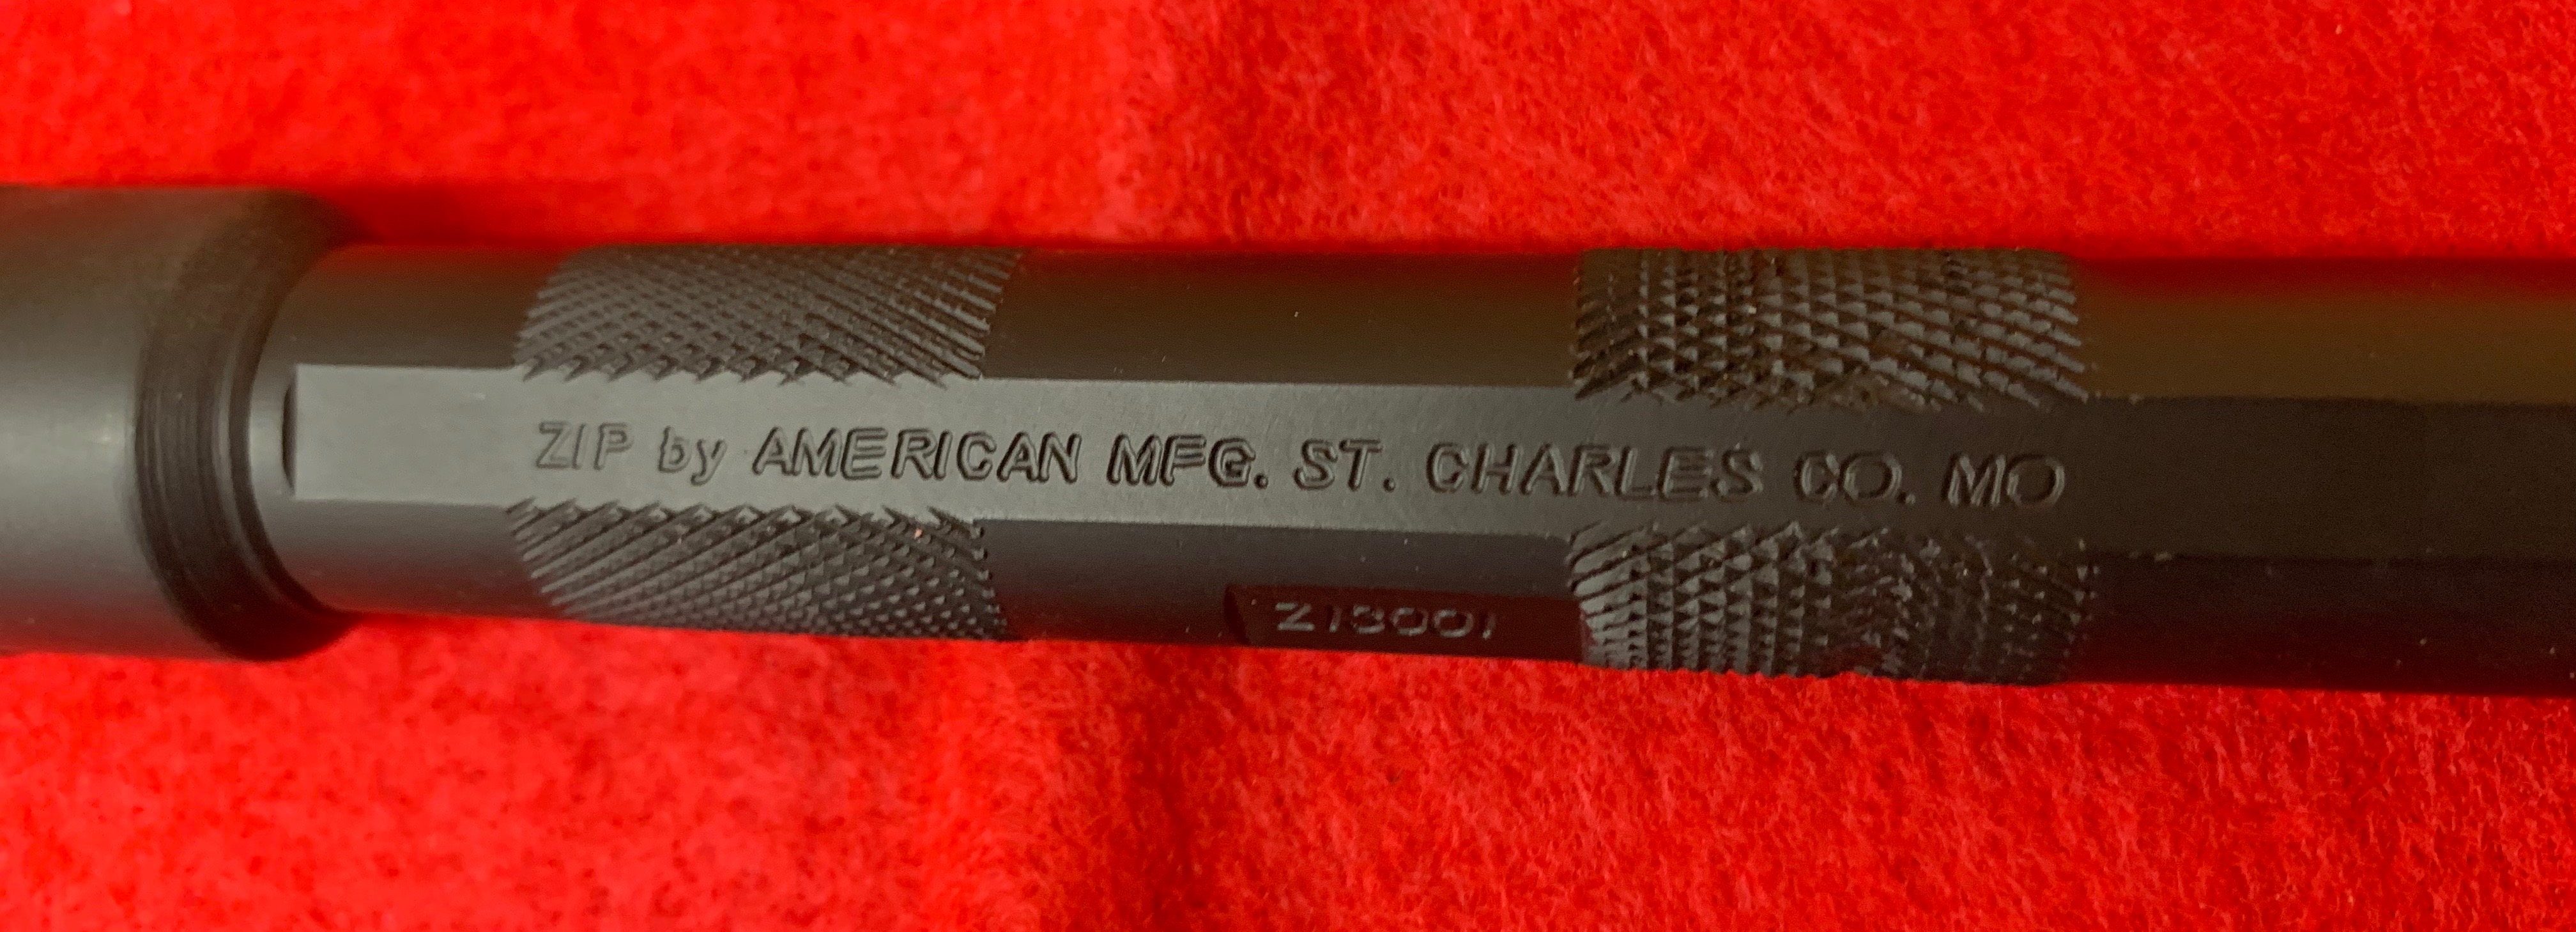 ZIP by AMERICAN MFG. ST. CHARLES CO. MO
Z13001